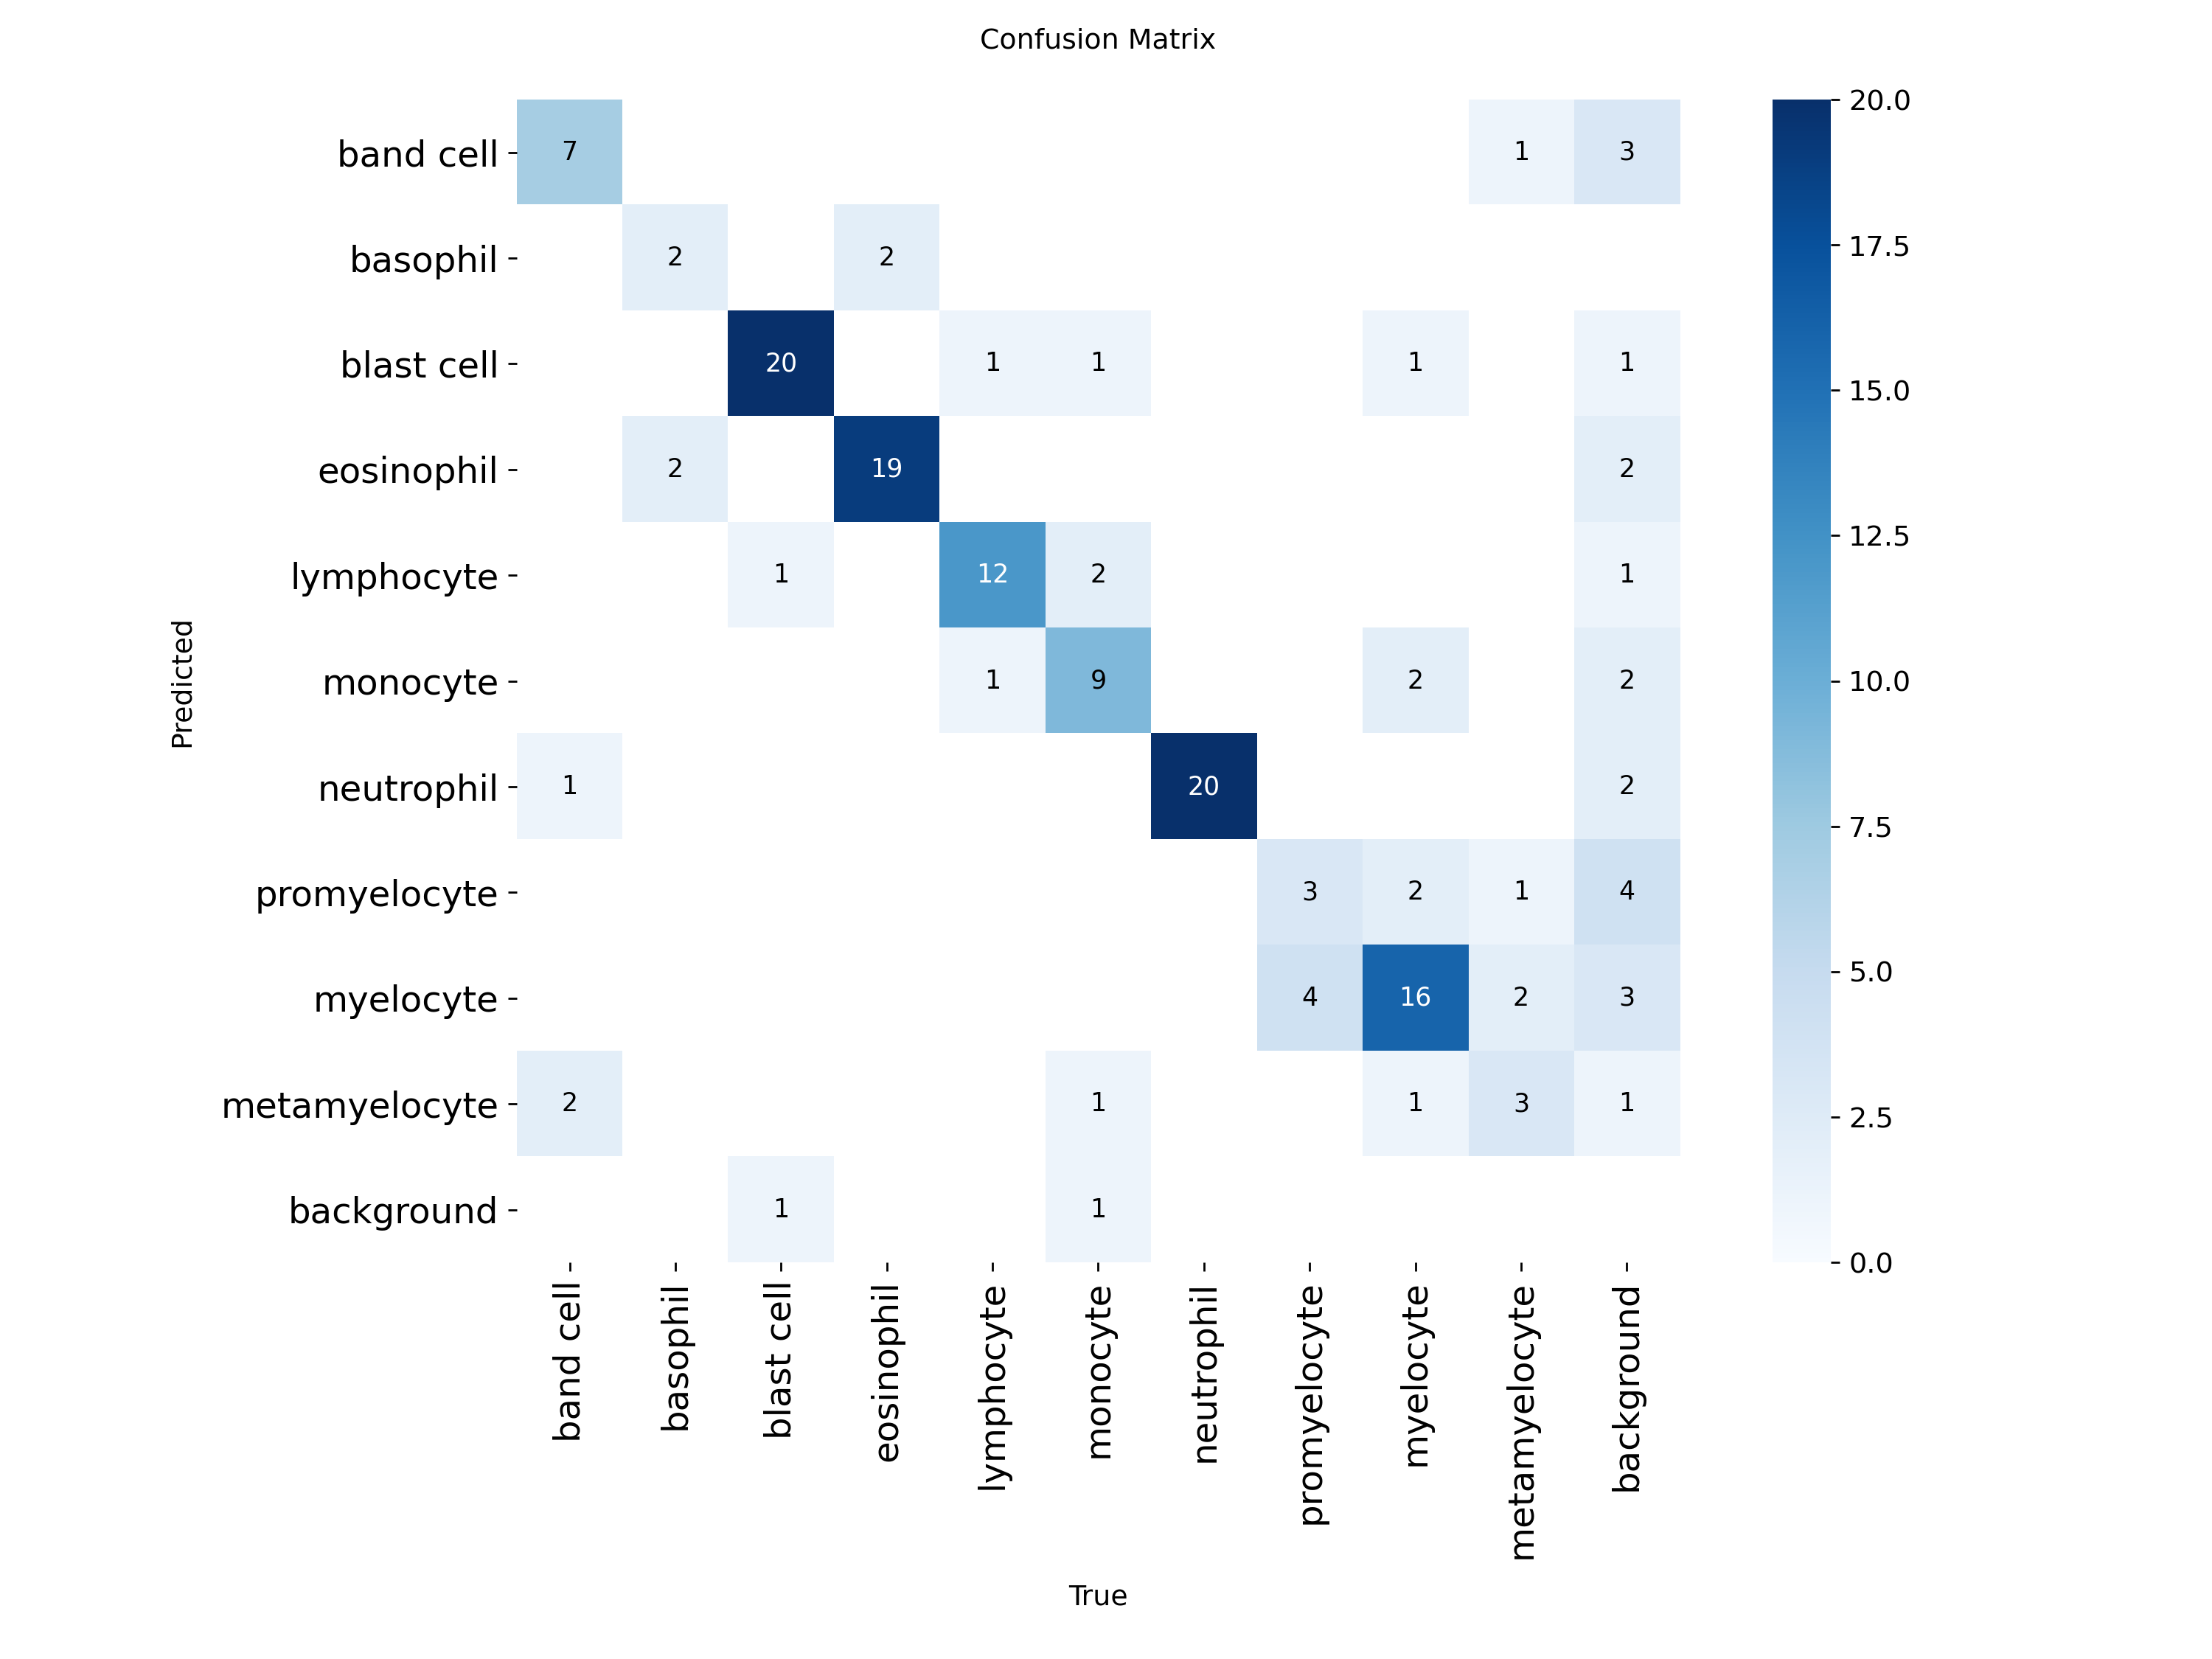 Confusion Matrix
band cell 7 1 3
basophil 2 2
blast cell 20 1 1 1 1
eosinophil 2 19 2
lymphocyte 1 12 2 1
monocyte 1 9 2 2
neutrophil 1 20 2
promyelocyte 3 2 1 4
myelocyte 4 16 2 3
metamyelocyte 2 1 1 3 1
background 1 1
Predicted
band cell
basophil
blast cell
eosinophil
lymphocyte
monocyte
neutrophil
promyelocyte
myelocyte
metamyelocyte
background
True
20.0
17.5
15.0
12.5
10.0
7.5
5.0
2.5
0.0